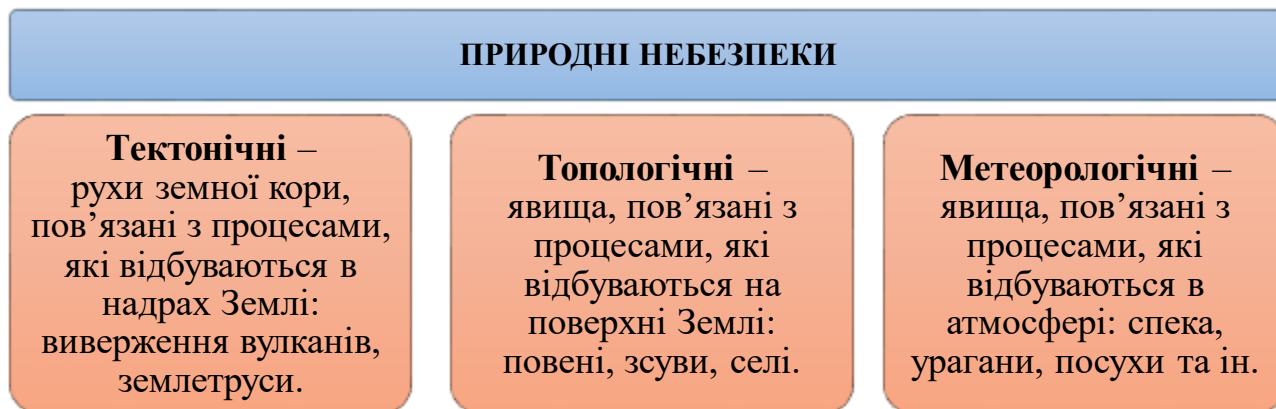 ПРИРОДНІ НЕБЕЗПЕКИ
Тектонічні –
рухи земної кори,
пов’язані з процесами,
які відбуваються в
надрах Землі:
виверження вулканів,
землетруси.
Топологічні –
явища, пов’язані з
процесами, які
відбуваються на
поверхні Землі:
повені, зсуви, селі.
Метеорологічні –
явища, пов’язані з
процесами, які
відбуваються в
атмосфері: спека,
урагани, посухи та ін.